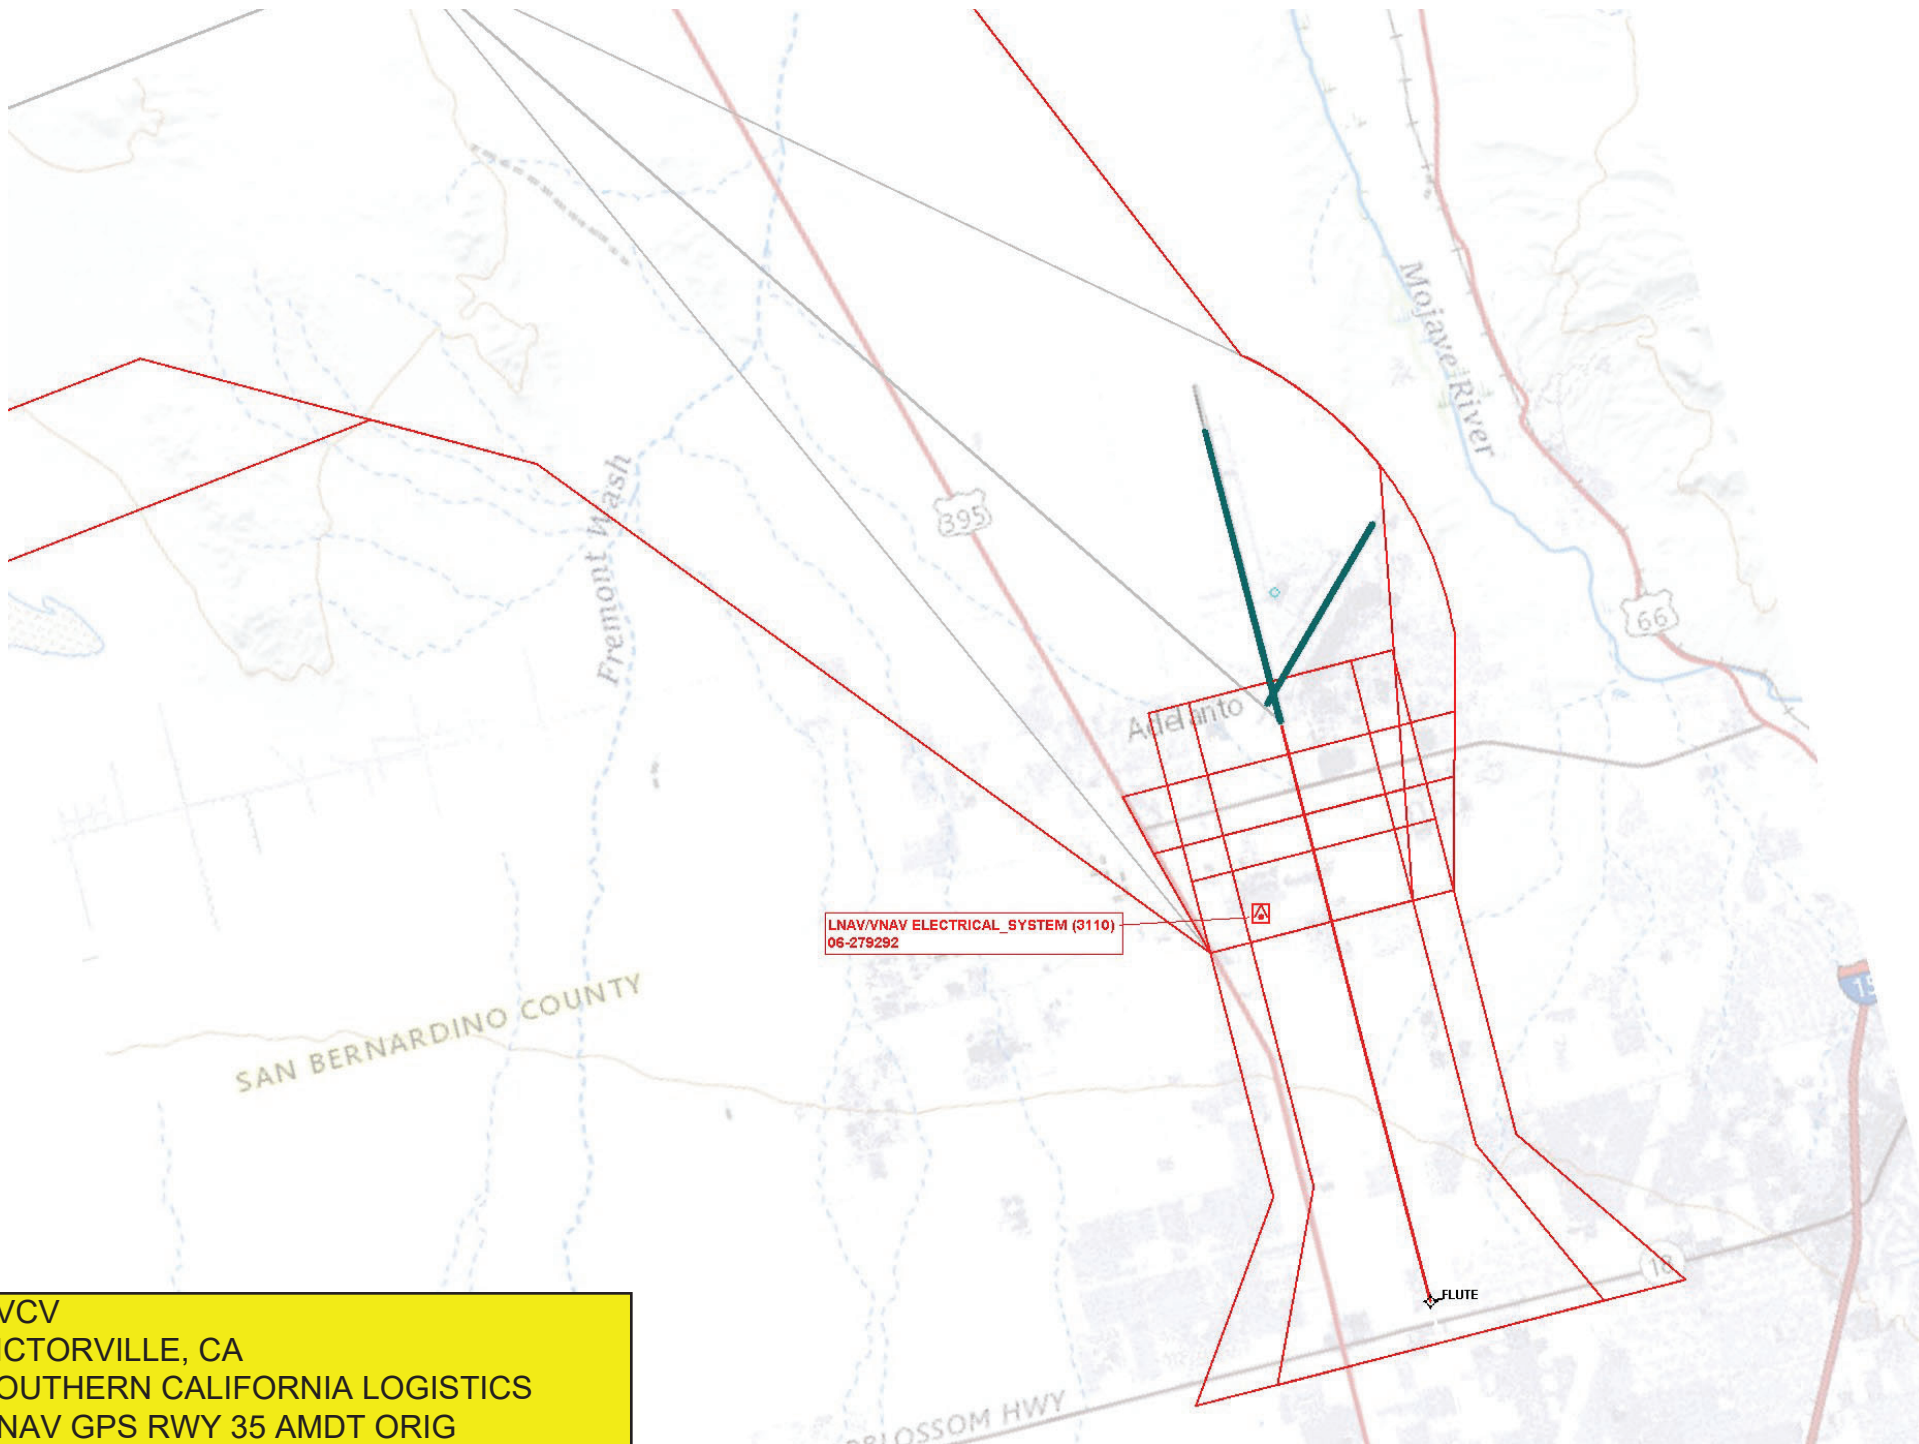 Mojave River
395
Fremont Wash
66
Adelanto
LNAV/VNAV ELECTRICAL_SYSTEM (3110)
06-279292
15
SAN BERNARDINO COUNTY
18
FLUTE
VCV
ICTORVILLE, CA
OUTHERN CALIFORNIA LOGISTICS
NAV GPS RWY 35 AMDT ORIG
BLOSSOM HWY